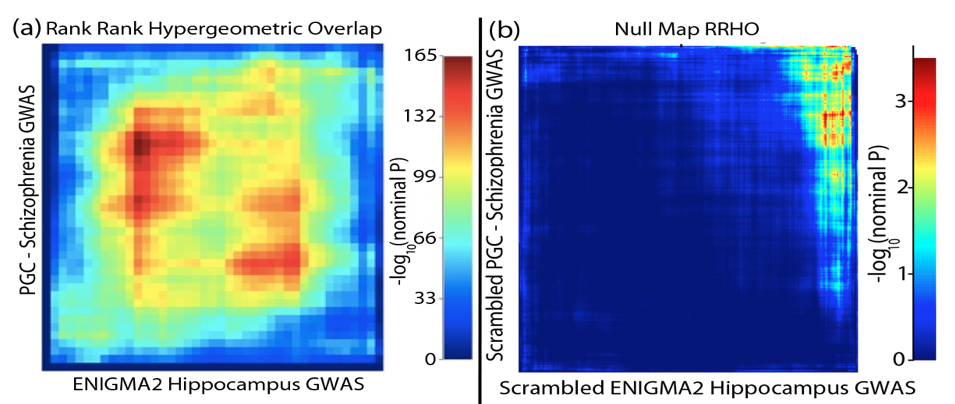 (a) Rank Rank Hypergeometric Overlap
PGC - Schizophrenia GWAS
ENIGMA2 Hippocampus GWAS
165
132
99
66
33
0
-log10(nominal P)
(b) Null Map RRHO
Scrambled PGC - Schizophrenia GWAS
Scrambled ENIGMA2 Hippocampus GWAS
3
2
1
0
-log10(nominal P)